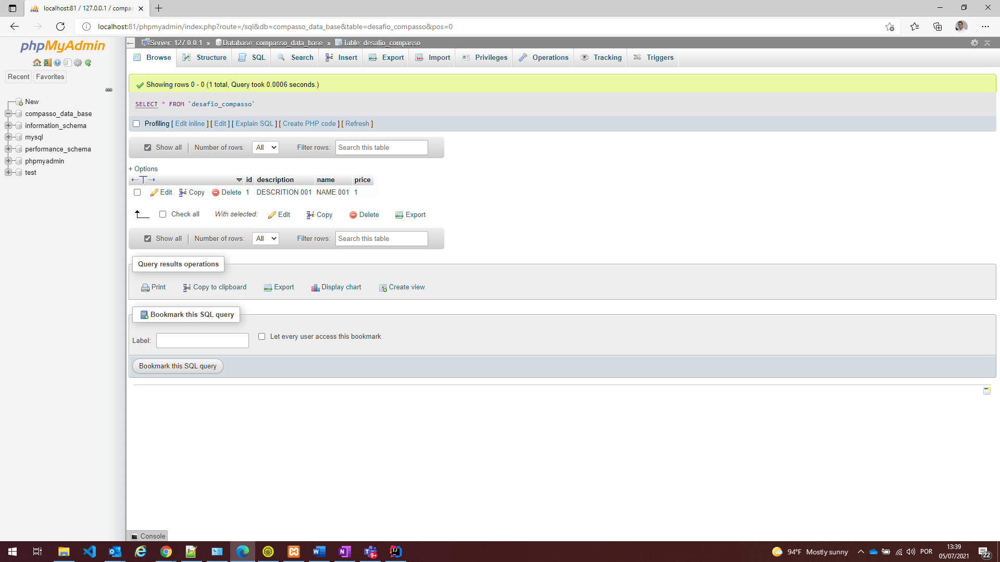 localhost:81 / 127.0.0.1 / compas
localhost:81/phpmyadmin/index.php?route=/sql&db=compasso_data_base&table=desafio_compasso&pos=0
phpMyAdmin
Recent Favorites
New
compasso_data_base
information_schema
mysql
performance_schema
phpmyadmin
test
Server: 127.0.0.1 » Database: compasso_data_base » Table: desafio_compasso
Browse Structure SQL Search Insert Export Import Privileges Operations Tracking Triggers
Showing rows 0 - 0 (1 total, Query took 0.0006 seconds.)
SELECT * FROM `desafio_compasso`
Profiling [ Edit inline ] [ Edit ] [ Explain SQL ] [ Create PHP code ] [ Refresh ]
Show all Number of rows: All Filter rows: Search this table
+ Options
id description name price
Edit Copy Delete 1 DESCRITION 001 NAME 001 1
Check all With selected: Edit Copy Delete Export
Show all Number of rows: All Filter rows: Search this table
Query results operations
Print Copy to clipboard Export Display chart Create view
Bookmark this SQL query
Label: Let every user access this bookmark
Bookmark this SQL query
Console
94°F Mostly sunny POR 13:39
05/07/2021
22
9+